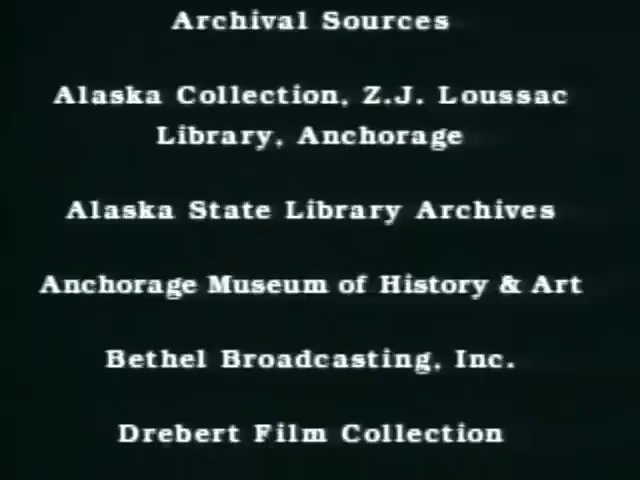 Archival Sources
Alaska Collection, Z.J. Loussac
Library, Anchorage
Alaska State Library Archives
Anchorage Museum of History & Art
Bethel Broadcasting, Inc.
Drebert Film Collection